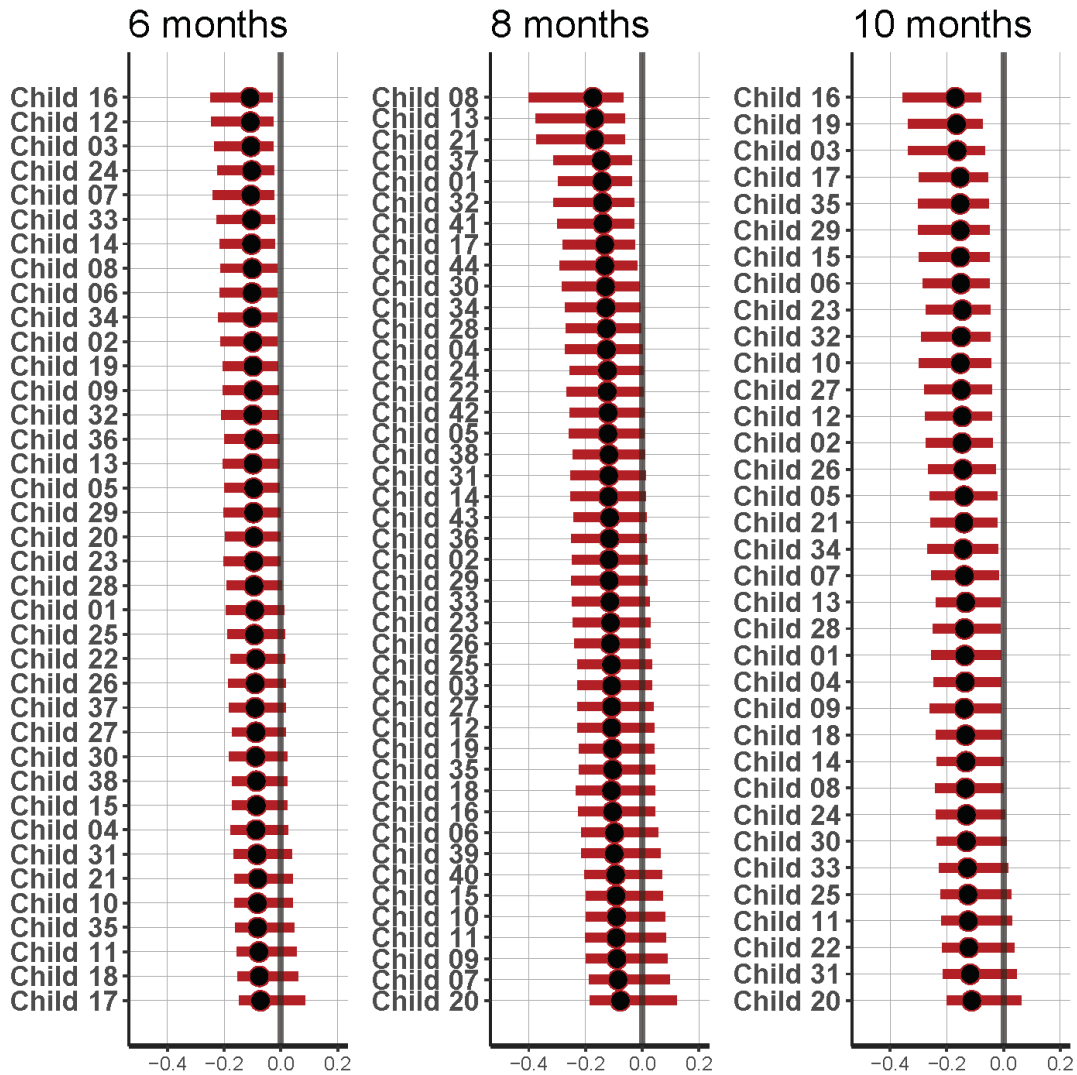 6 months
Child 16
Child 12
Child 03
Child 24
Child 07
Child 33
Child 14
Child 08
Child 06
Child 34
Child 02
Child 19
Child 09
Child 32
Child 36
Child 13
Child 05
Child 29
Child 20
Child 23
Child 28
Child 01
Child 25
Child 22
Child 26
Child 37
Child 27
Child 30
Child 38
Child 15
Child 04
Child 31
Child 21
Child 10
Child 35
Child 11
Child 18
Child 17
−0.4 −0.2 0.0 0.2
8 months
Child 08
Child 13
Child 21
Child 37
Child 01
Child 32
Child 41
Child 17
Child 44
Child 30
Child 34
Child 28
Child 04
Child 24
Child 22
Child 42
Child 05
Child 38
Child 31
Child 14
Child 43
Child 36
Child 02
Child 29
Child 33
Child 23
Child 26
Child 25
Child 03
Child 27
Child 12
Child 19
Child 35
Child 18
Child 16
Child 06
Child 39
Child 40
Child 15
Child 10
Child 11
Child 09
Child 07
Child 20
−0.4 −0.2 0.0 0.2
10 months
Child 16
Child 19
Child 03
Child 17
Child 35
Child 29
Child 15
Child 06
Child 23
Child 32
Child 10
Child 27
Child 12
Child 02
Child 26
Child 05
Child 21
Child 34
Child 07
Child 13
Child 28
Child 01
Child 04
Child 09
Child 18
Child 14
Child 08
Child 24
Child 30
Child 33
Child 25
Child 11
Child 22
Child 31
Child 20
−0.4 −0.2 0.0 0.2